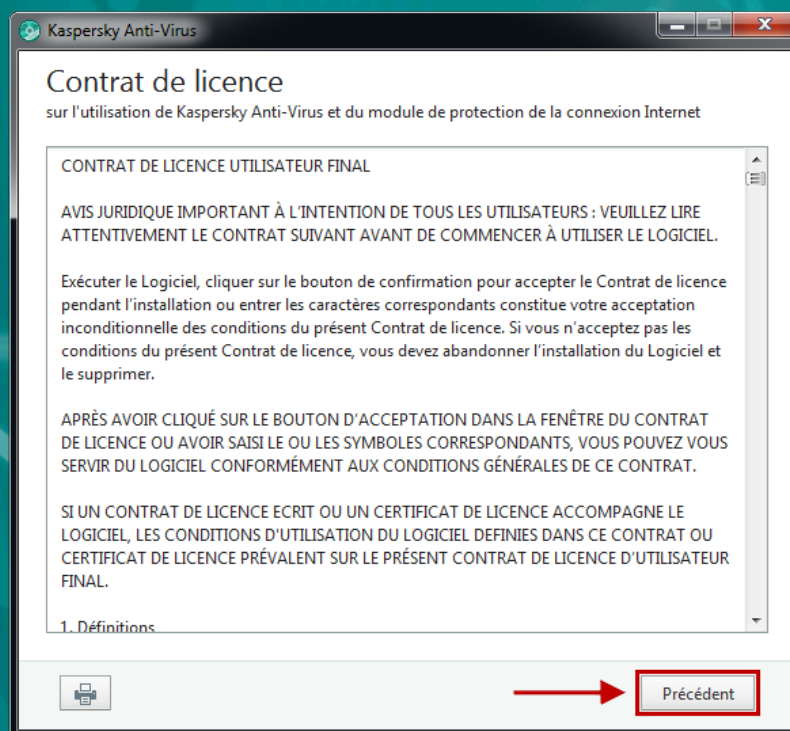 Kaspersky Anti-Virus
Contrat de licence
sur l'utilisation de Kaspersky Anti-Virus et du module de protection de la connexion Internet
CONTRAT DE LICENCE UTILISATEUR FINAL
AVIS JURIDIQUE IMPORTANT À L'INTENTION DE TOUS LES UTILISATEURS : VEUILLEZ LIRE
ATTENTIVEMENT LE CONTRAT SUIVANT AVANT DE COMMENCER À UTILISER LE LOGICIEL.
Exécuter le Logiciel, cliquer sur le bouton de confirmation pour accepter le Contrat de licence
pendant l'installation ou entrer les caractères correspondants constitue votre acceptation
inconditionnelle des conditions du présent Contrat de licence. Si vous n'acceptez pas les
conditions du présent Contrat de licence, vous devez abandonner l'installation du Logiciel et
le supprimer.
APRÈS AVOIR CLIQUÉ SUR LE BOUTON D'ACCEPTATION DANS LA FENÊTRE DU CONTRAT
DE LICENCE OU AVOIR SAISI LE OU LES SYMBOLES CORRESPONDANTS, VOUS POUVEZ VOUS
SERVIR DU LOGICIEL CONFORMÉMENT AUX CONDITIONS GÉNÉRALES DE CE CONTRAT.
SI UN CONTRAT DE LICENCE ECRIT OU UN CERTIFICAT DE LICENCE ACCOMPAGNE LE
LOGICIEL, LES CONDITIONS D'UTILISATION DU LOGICIEL DEFINIES DANS CE CONTRAT OU
CERTIFICAT DE LICENCE PRÉVALENT SUR LE PRÉSENT CONTRAT DE LICENCE D'UTILISATEUR
FINAL.
1. Définitions
Précédent